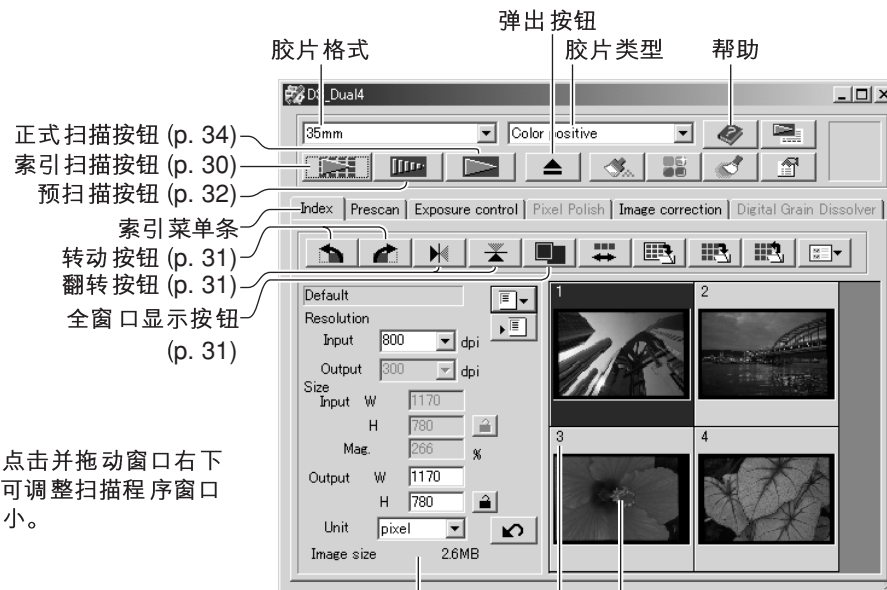 弹出按钮
胶片格式
胶片类型
帮助
DS_Dual4
正式扫描按钮 (p. 34)
35mm
Color positive
索引扫描按钮 (p. 30)
预扫描按钮 (p. 32)
索引菜单条
Index
Prescan
Exposure control
Pixel Polish
Image correction
Digital Grain Dissolver
转动按钮 (p. 31)
翻转按钮 (p. 31)
全窗口显示按钮
(p. 31)
Default
Resolution
Input 800 dpi
Output 300 dpi
Size
Input W 1170
H 780
Mag. 266 %
Output W 1170
H 780
Unit pixel
Image size 2.6MB
1
2
3
4
点击并拖动窗口右下
可调整扫描程序窗口
小。